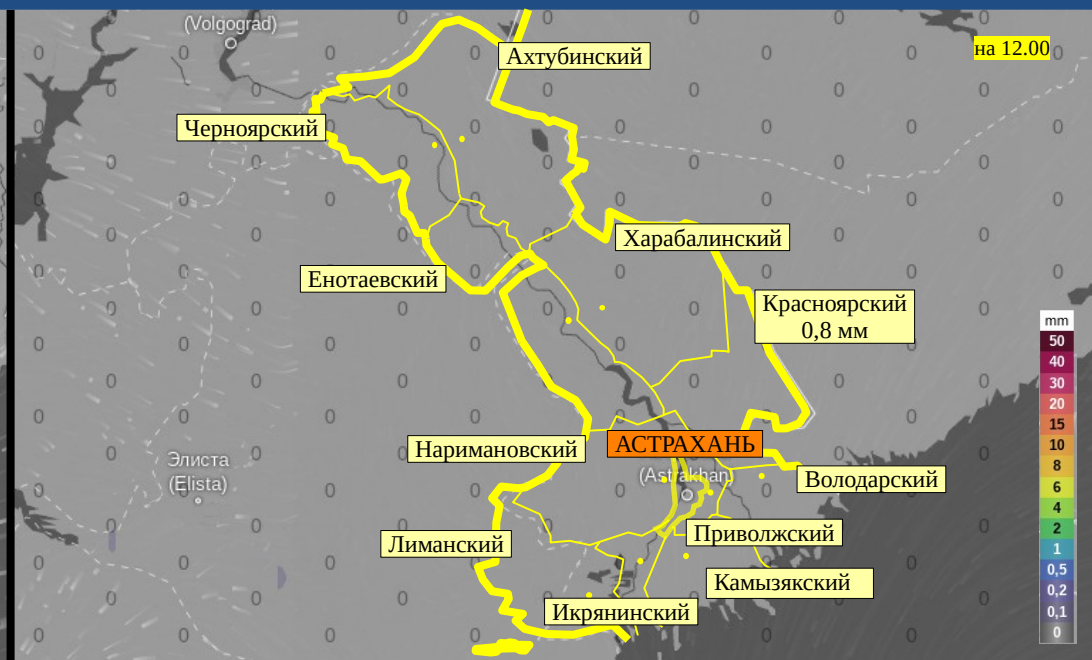 (Volgograd)
Ахтубинский
на 12.00
Черноярский
Харабалинский
Енотаевский
Красноярский
0,8 мм
mm
50
40
30
20
15
10
8
6
4
2
1
0,5
0,2
0,1
0
Нариманoвский
АСТРАХАНЬ
Элиста
(Elista)
(Astrakhan)
Володарский
Приволжский
Лиманский
Камызякский
Икрянинский